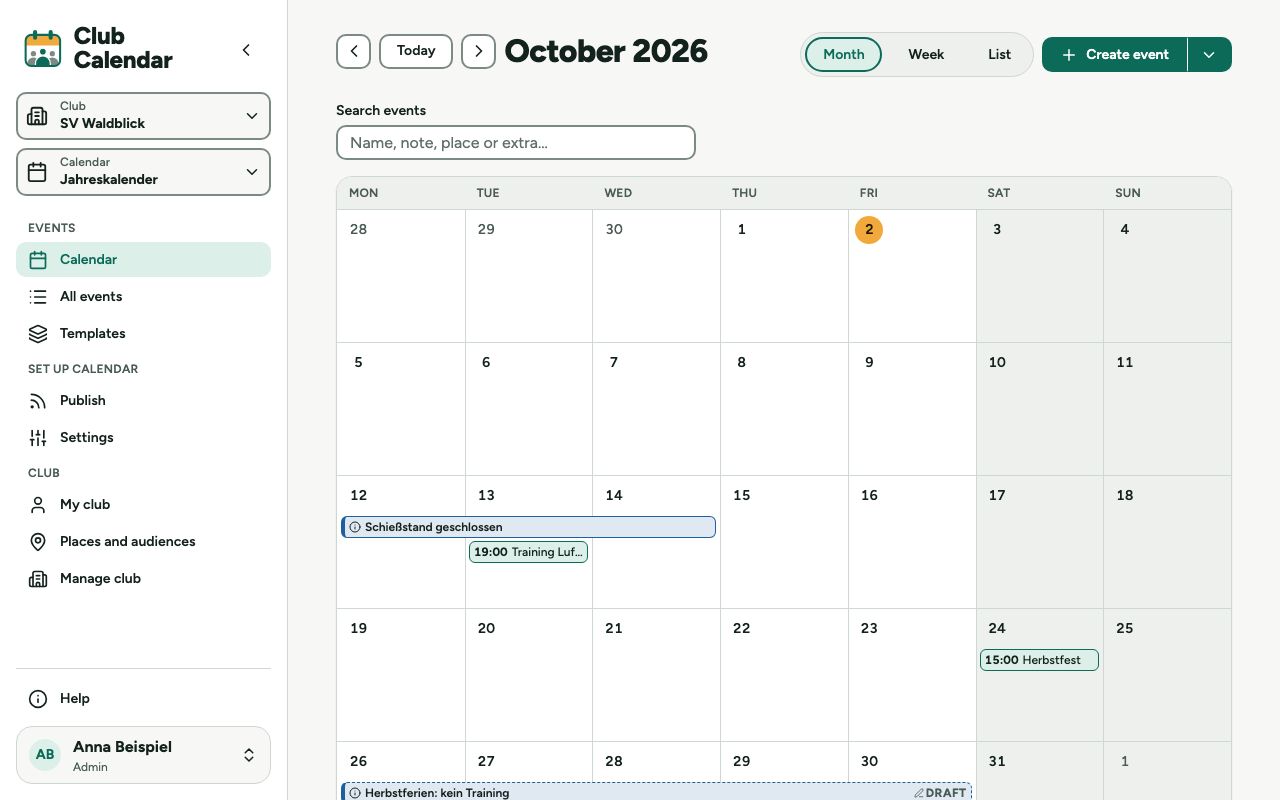 Club
Calendar
Club
SV Waldblick
Calendar
Jahreskalender
EVENTS
Calendar
All events
Templates
SET UP CALENDAR
Publish
Settings
CLUB
My club
Places and audiences
Manage club
Help
AB
Anna Beispiel
Admin
Today
October 2026
Month
Week
List
Create event
Search events
Name, note, place or extra...
MON TUE WED THU FRI SAT SUN
28 29 30 1 2 3 4
5 6 7 8 9 10 11
12 13 14 15 16 17 18
Schießstand geschlossen
19:00 Training Luf...
19 20 21 22 23 24 25
15:00 Herbstfest
26 27 28 29 30 31 1
Herbstferien: kein Training DRAFT